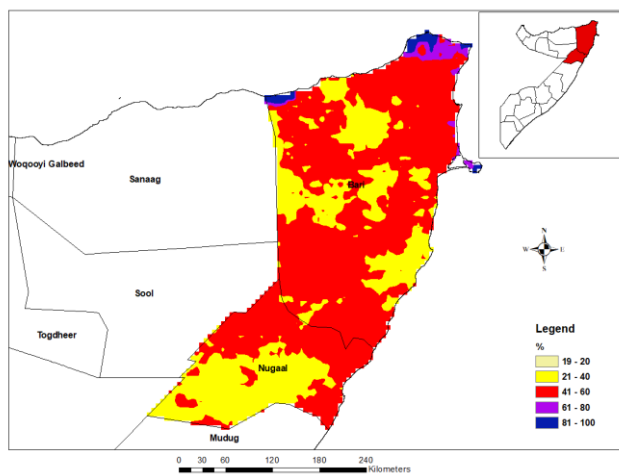 Woqooyi Galbeed
Sanaag
Bari
Sool
Togdheer
Nugaal
Mudug
N
W E
S
Legend
%
19 - 20
21 - 40
41 - 60
61 - 80
81 - 100
0 30 60 120 180 240
Kilometers